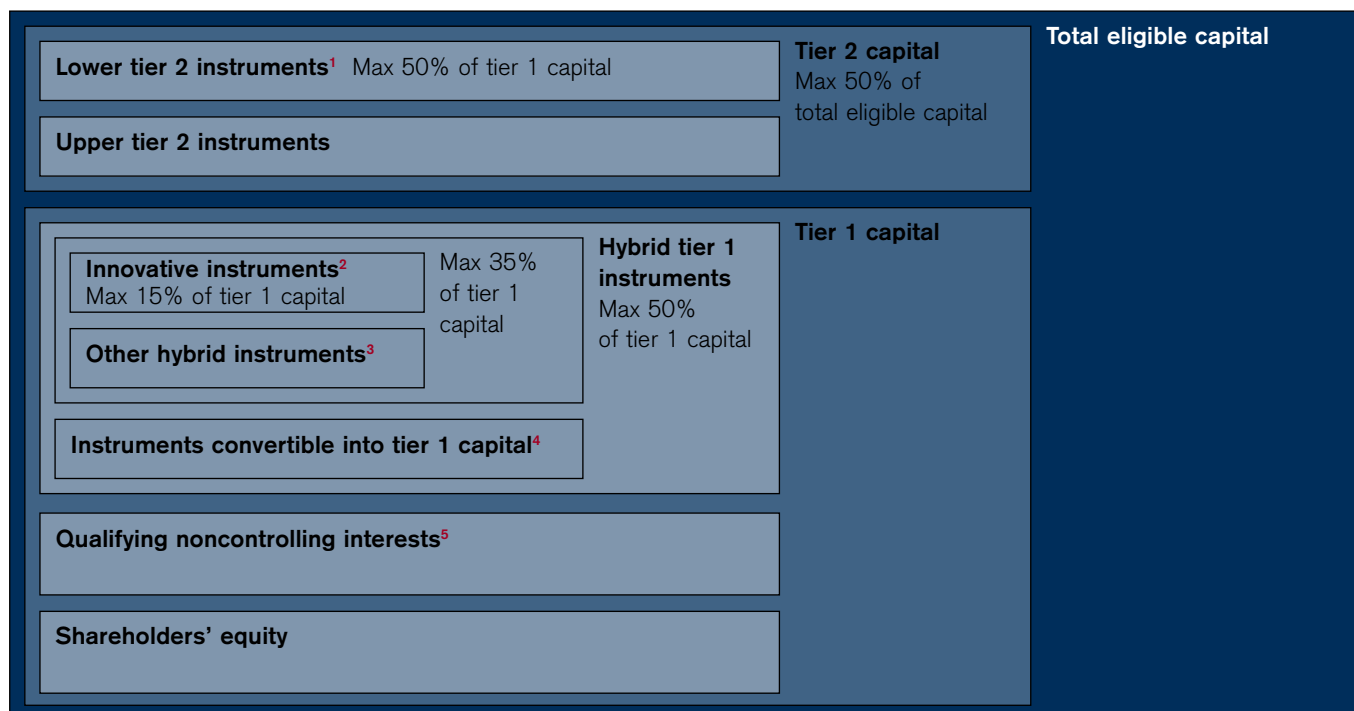 Total eligible capital
Tier 2 capital
Max 50% of
total eligible capital
Lower tier 2 instruments¹ Max 50% of tier 1 capital
Upper tier 2 instruments
Tier 1 capital
Hybrid tier 1
instruments
Max 50%
of tier 1 capital
Max 35%
of tier 1
capital
Innovative instruments²
Max 15% of tier 1 capital
Other hybrid instruments³
Instruments convertible into tier 1 capital⁴
Qualifying noncontrolling interests⁵
Shareholders’ equity